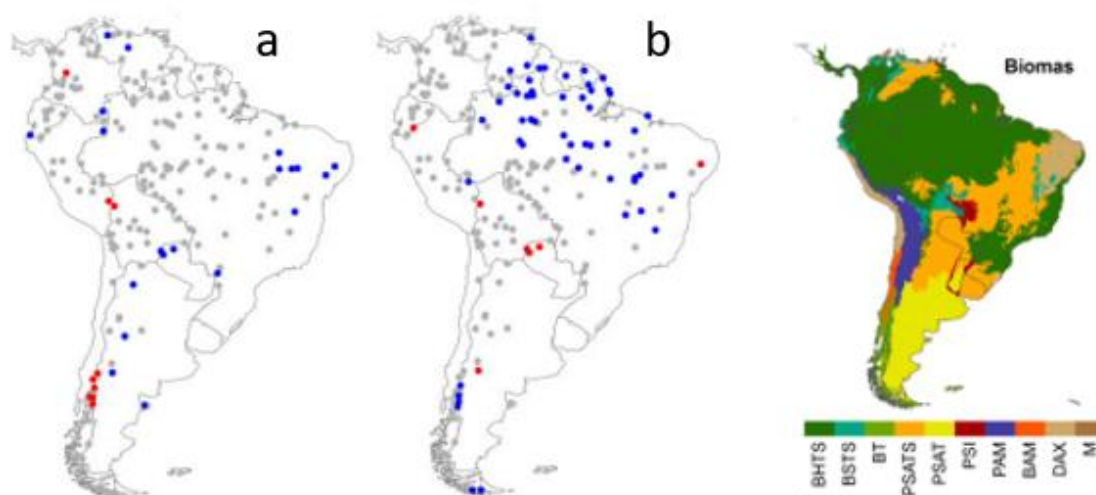 a
b
Biomas
BHTS
BSTS
BT
PSATS
PSAT
PSI
PAM
BAM
DAX
M